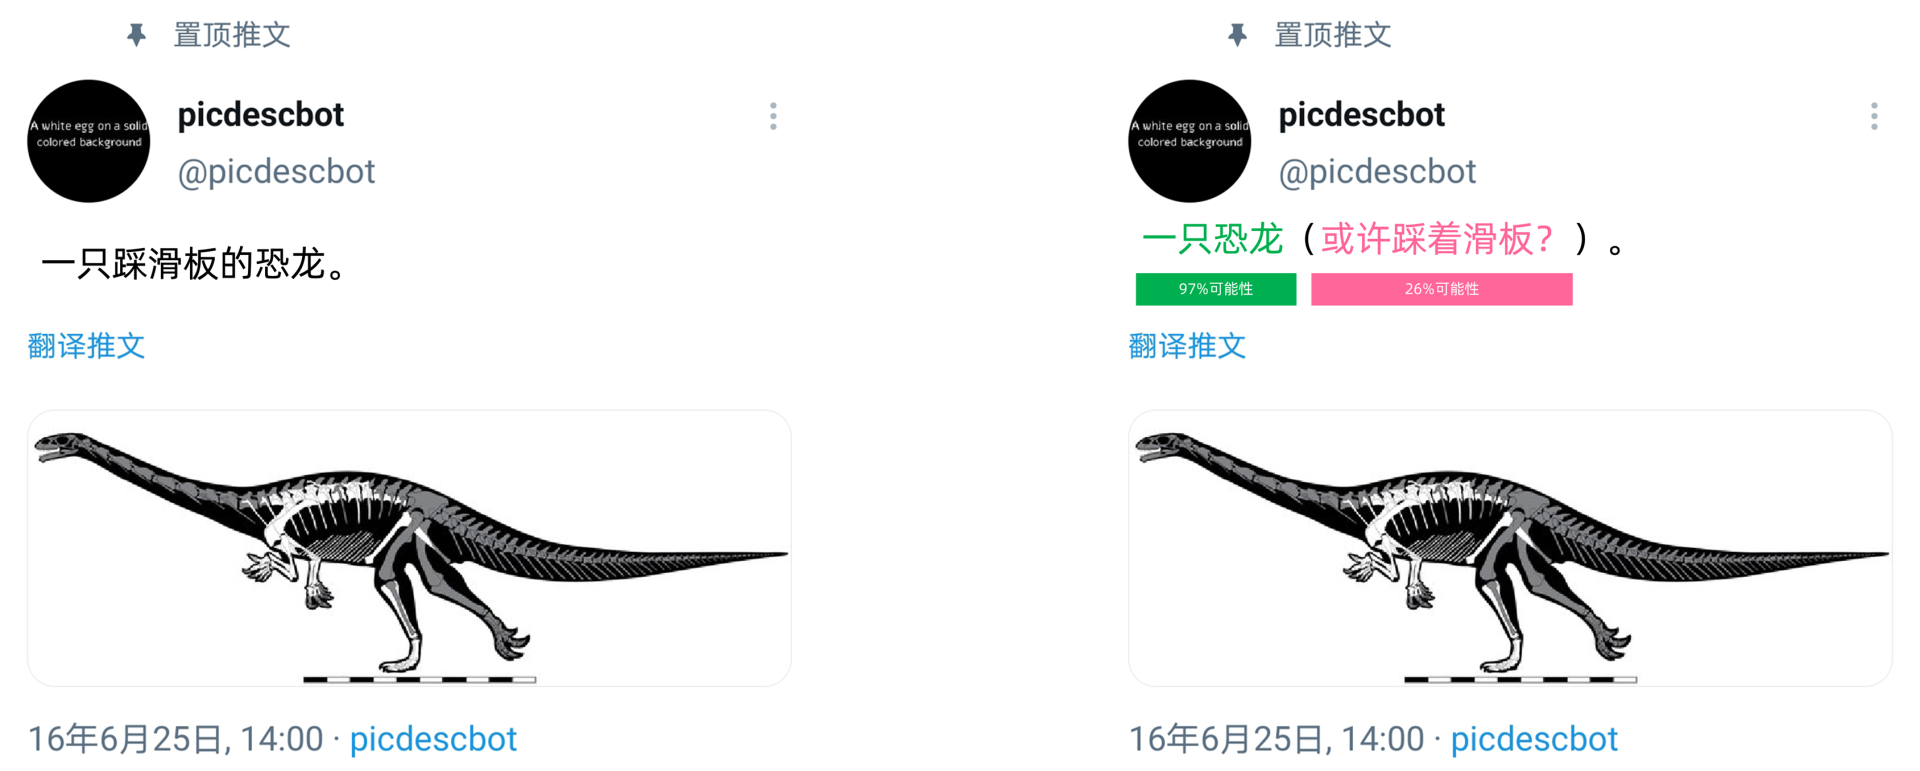 置顶推文
A white egg on a solid
colored background
picdescbot
@picdescbot
一只踩滑板的恐龙。
翻译推文
16年6月25日, 14:00 · picdescbot
置顶推文
A white egg on a solid
colored background
picdescbot
@picdescbot
一只恐龙（或许踩着滑板？）。
97%可能性 26%可能性
翻译推文
16年6月25日, 14:00 · picdescbot